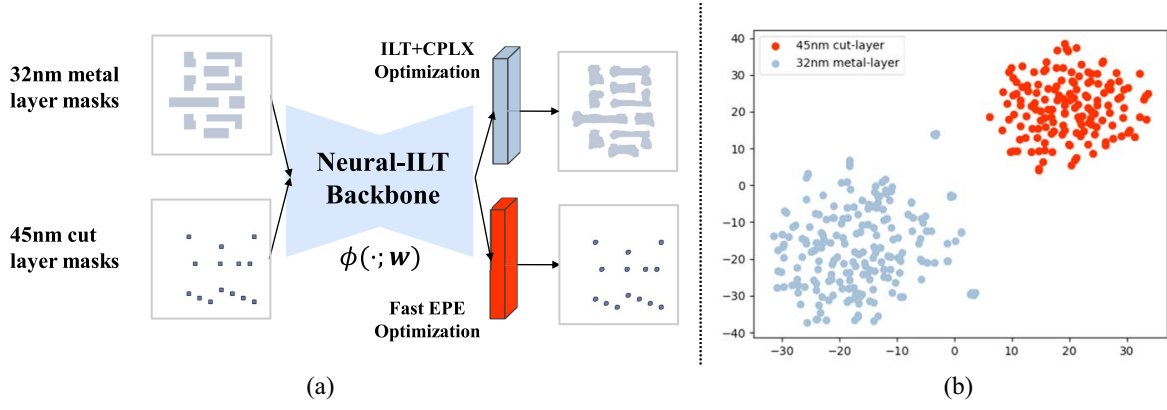 32nm metal
layer masks
45nm cut
layer masks
Neural-ILT
Backbone
ϕ(·; w)
ILT+CPLX
Optimization
Fast EPE
Optimization
(a)
45nm cut-layer
32nm metal-layer
40
30
20
10
0
−10
−20
−30
−40
−30 −20 −10 0 10 20 30
(b)